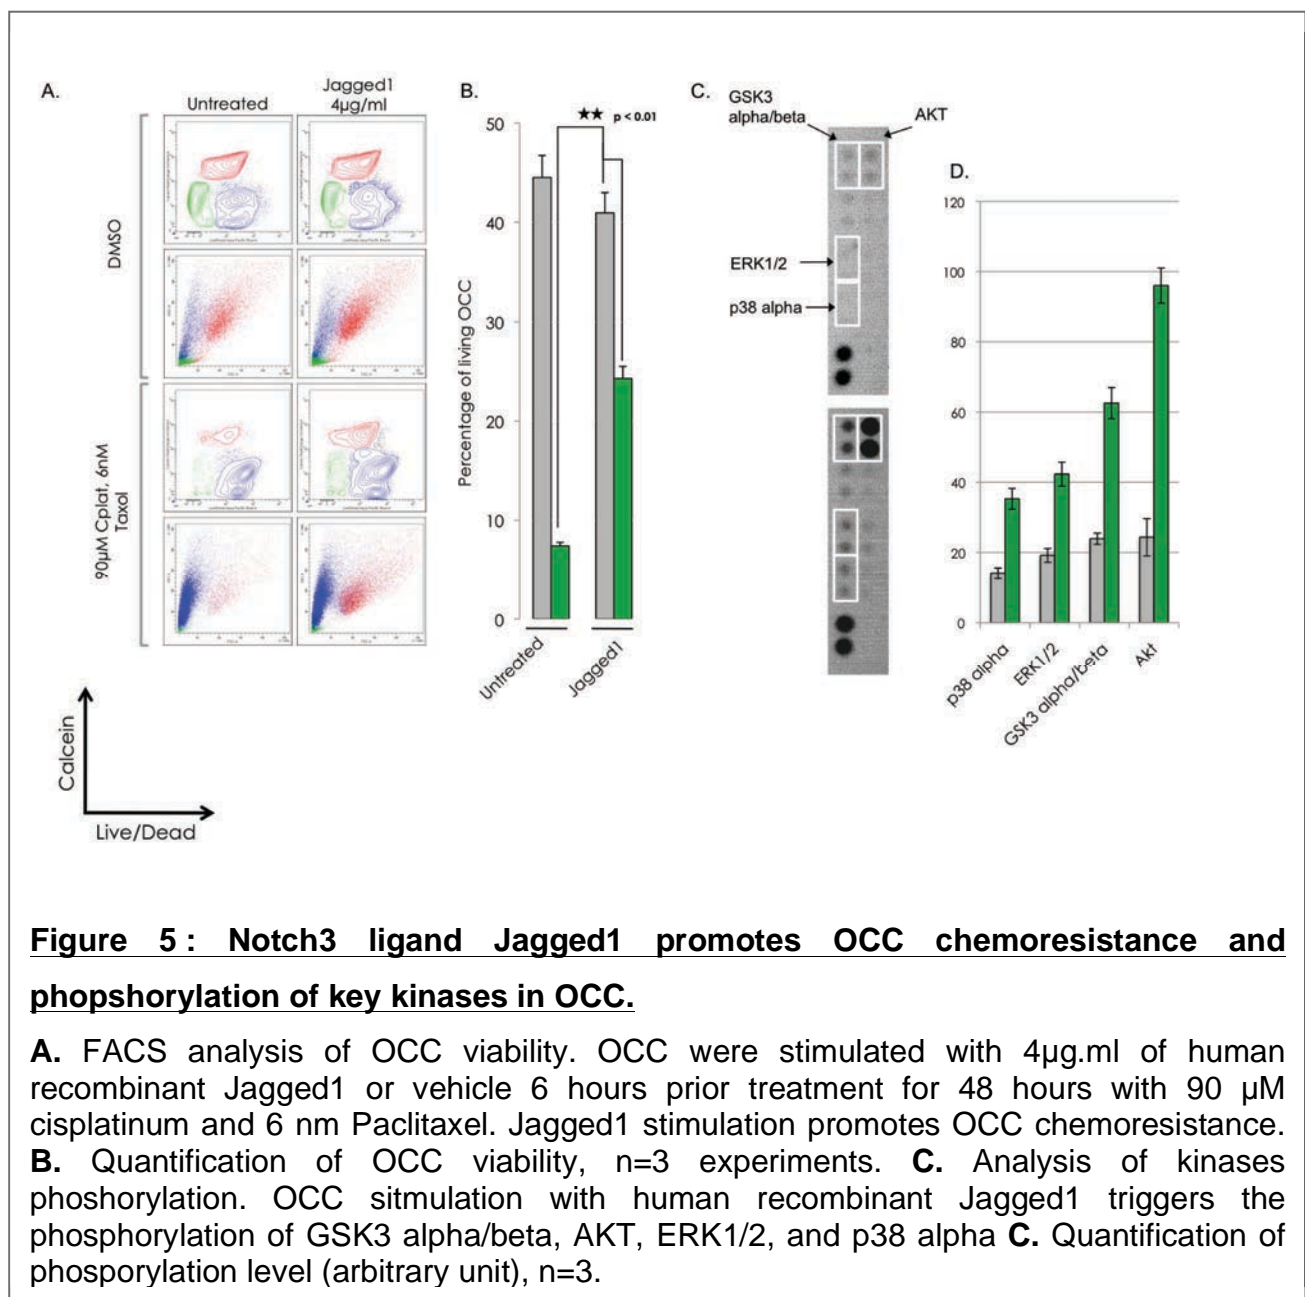 A.
Untreated
Jagged1
4µg/ml
DMSO
90µM Cplat, 6nM
Taxol
Calcein
Live/Dead
B.
★★ p < 0.01
Percentage of living OCC
50
40
30
20
10
0
Untreated
Jagged1
C.
GSK3
alpha/beta
AKT
ERK1/2
p38 alpha
D.
120
100
80
60
40
20
0
p38 alpha
ERK1/2
GSK3 alpha/beta
Akt
Figure 5 : Notch3 ligand Jagged1 promotes OCC chemoresistance and
phopshorylation of key kinases in OCC.
A. FACS analysis of OCC viability. OCC were stimulated with 4µg.ml of human
recombinant Jagged1 or vehicle 6 hours prior treatment for 48 hours with 90 µM
cisplatinum and 6 nm Paclitaxel. Jagged1 stimulation promotes OCC chemoresistance.
B. Quantification of OCC viability, n=3 experiments. C. Analysis of kinases
phoshorylation. OCC sitmulation with human recombinant Jagged1 triggers the
phosphorylation of GSK3 alpha/beta, AKT, ERK1/2, and p38 alpha C. Quantification of
phosporylation level (arbitrary unit), n=3.